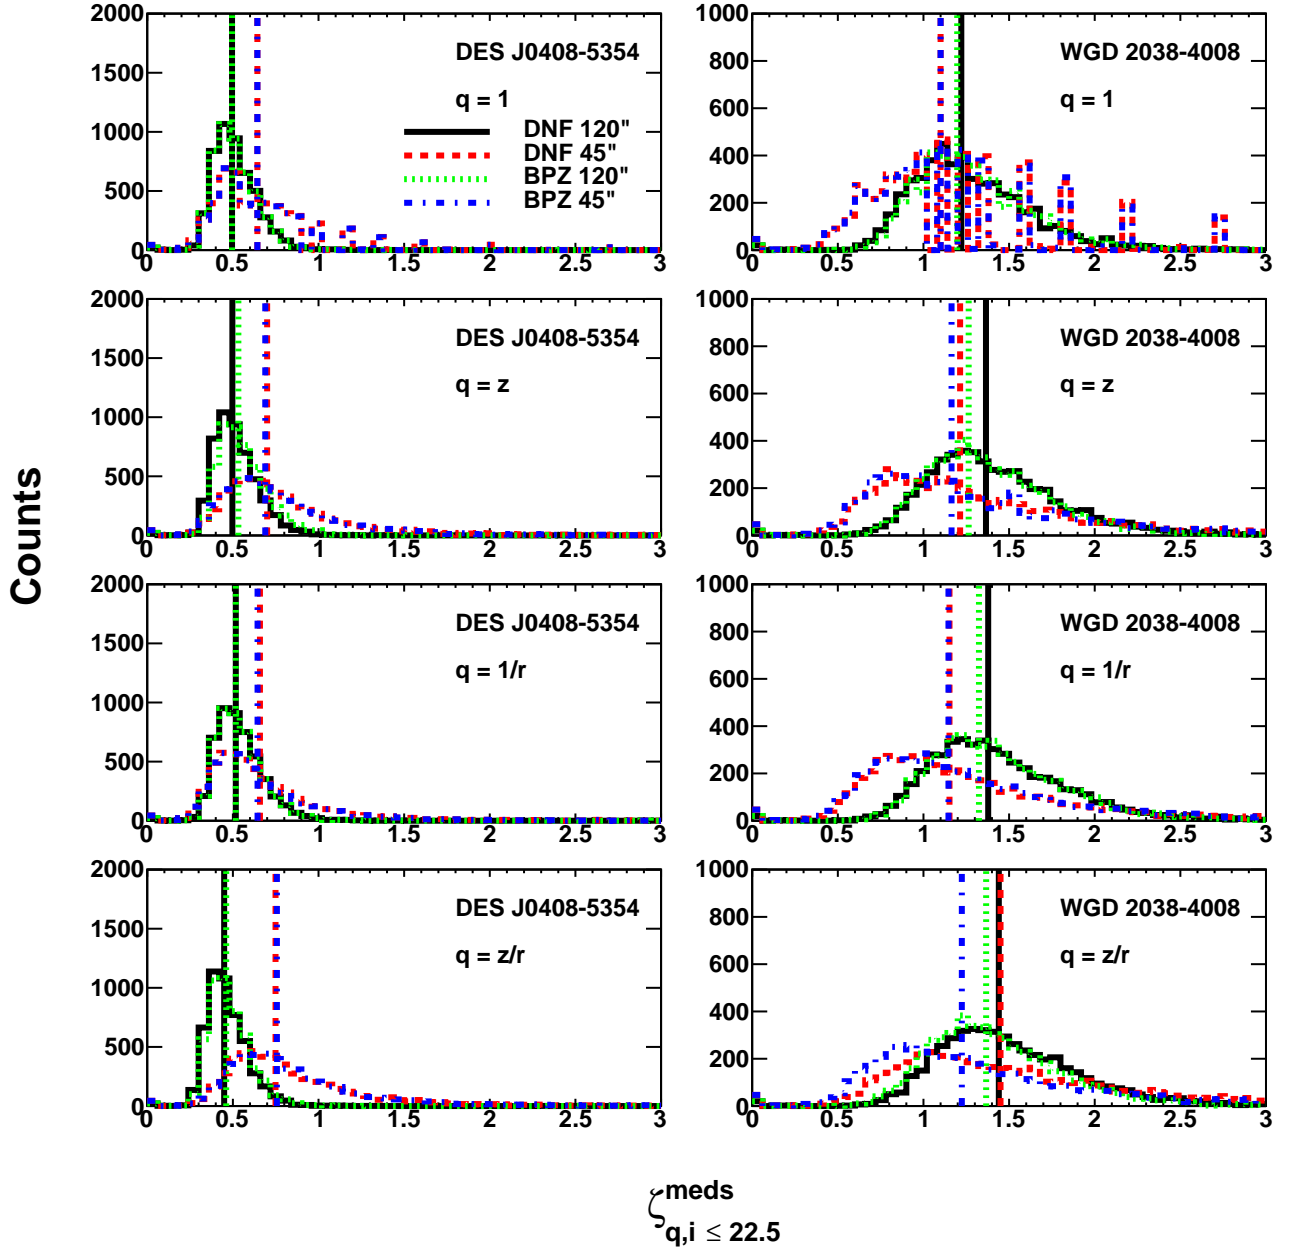 Counts
2000
1500
1000
500
0
0 0.5 1 1.5 2 2.5 3
DES J0408-5354
q = 1
DNF 120"
DNF 45"
BPZ 120"
BPZ 45"
1000
800
600
400
200
0
0 0.5 1 1.5 2 2.5 3
WGD 2038-4008
q = 1
2000
1500
1000
500
0
0 0.5 1 1.5 2 2.5 3
DES J0408-5354
q = z
1000
800
600
400
200
0
0 0.5 1 1.5 2 2.5 3
WGD 2038-4008
q = z
2000
1500
1000
500
0
0 0.5 1 1.5 2 2.5 3
DES J0408-5354
q = 1/r
1000
800
600
400
200
0
0 0.5 1 1.5 2 2.5 3
WGD 2038-4008
q = 1/r
2000
1500
1000
500
0
0 0.5 1 1.5 2 2.5 3
DES J0408-5354
q = z/r
1000
800
600
400
200
0
0 0.5 1 1.5 2 2.5 3
WGD 2038-4008
q = z/r
ζ meds q,i ≤ 22.5